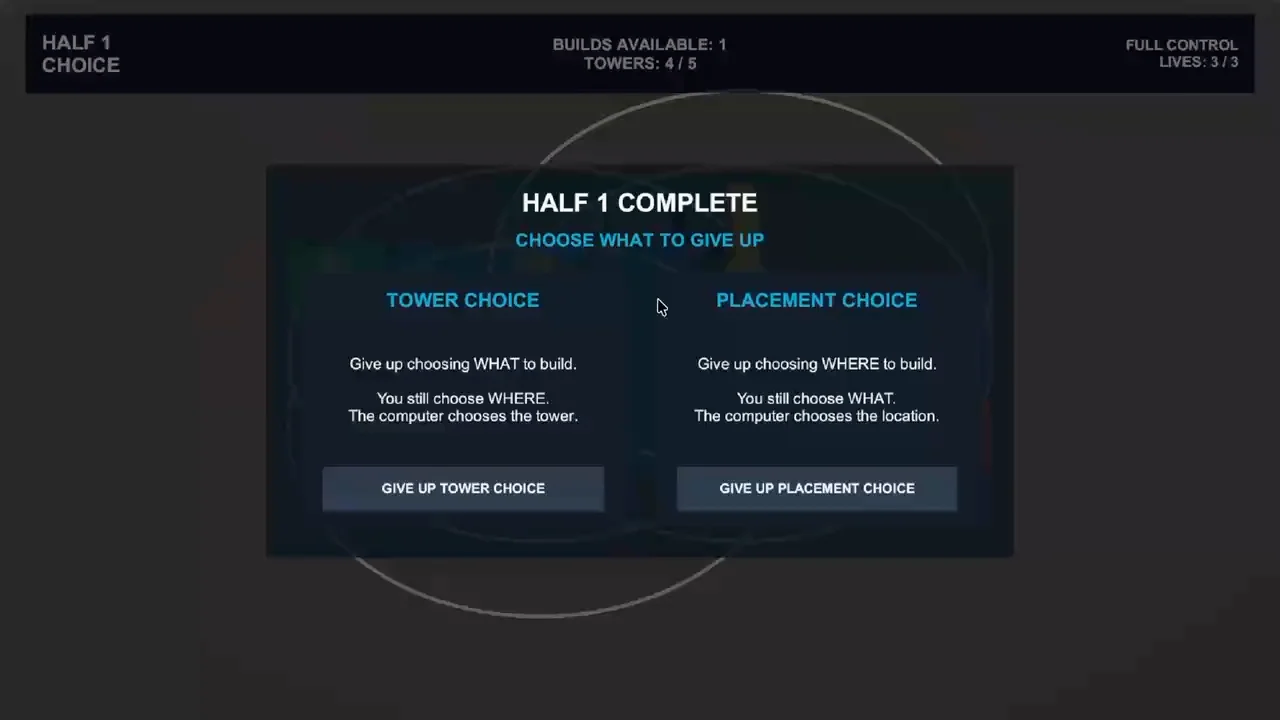 HALF 1
CHOICE
BUILDS AVAILABLE: 1
TOWERS: 4 / 5
FULL CONTROL
LIVES: 3 / 3
HALF 1 COMPLETE
CHOOSE WHAT TO GIVE UP
TOWER CHOICE
Give up choosing WHAT to build.
You still choose WHERE.
The computer chooses the tower.
GIVE UP TOWER CHOICE
PLACEMENT CHOICE
Give up choosing WHERE to build.
You still choose WHAT.
The computer chooses the location.
GIVE UP PLACEMENT CHOICE